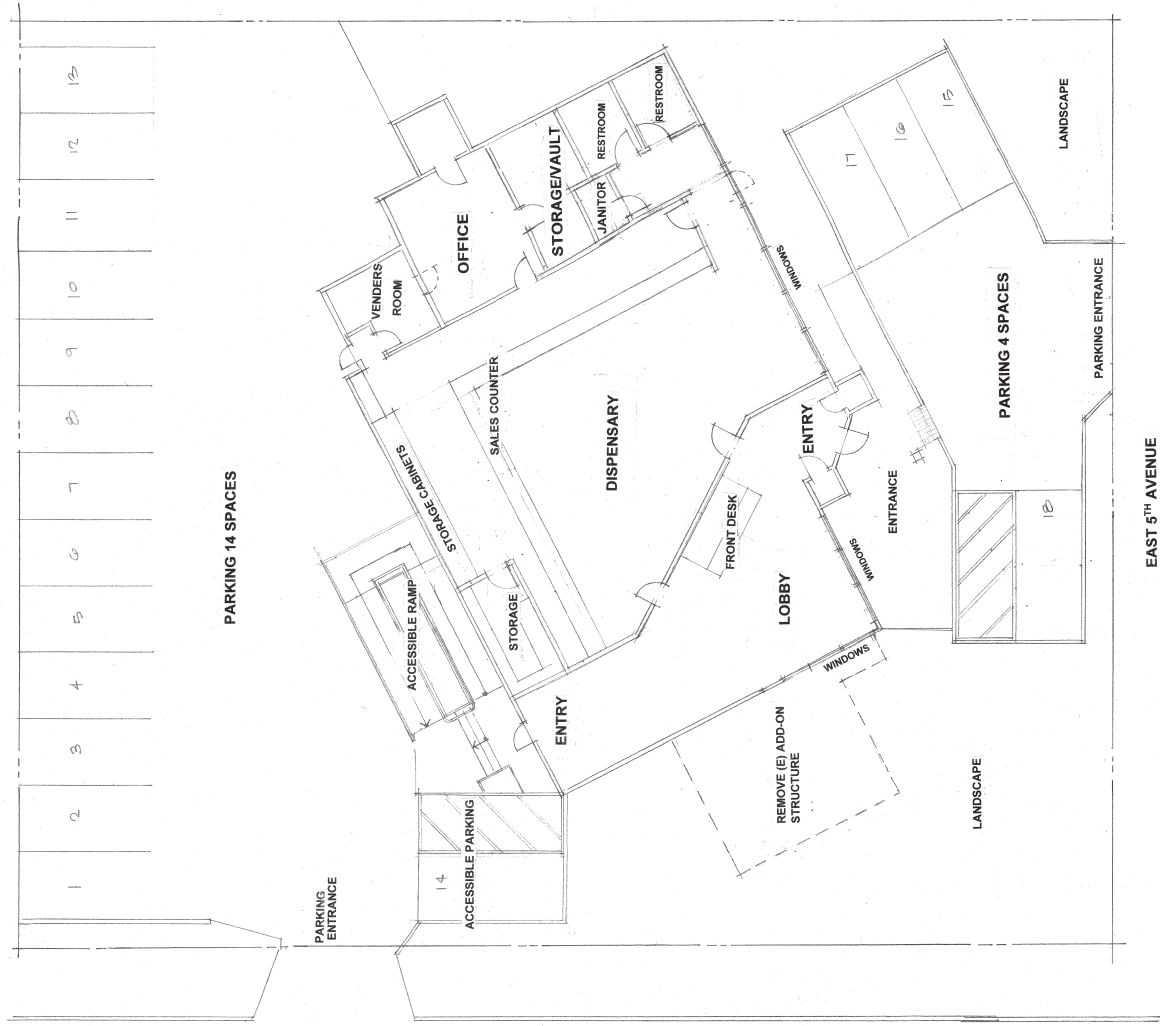 13
12
11
10
9
8
7
6
5
4
3
2
1
PARKING 14 SPACES
PARKING
ENTRANCE
14
ACCESSIBLE PARKING
ACCESSIBLE RAMP
STORAGE CABINETS
STORAGE
ENTRY
SALES COUNTER
VENDERS
ROOM
OFFICE
STORAGE/VAULT
JANITOR
RESTROOM
RESTROOM
DISPENSARY
WINDOWS
FRONT DESK
LOBBY
ENTRY
WINDOWS
WINDOWS
ENTRANCE
REMOVE (E) ADD-ON
STRUCTURE
17
16
15
PARKING 4 SPACES
18
LANDSCAPE
LANDSCAPE
PARKING ENTRANCE
EAST 5TH AVENUE